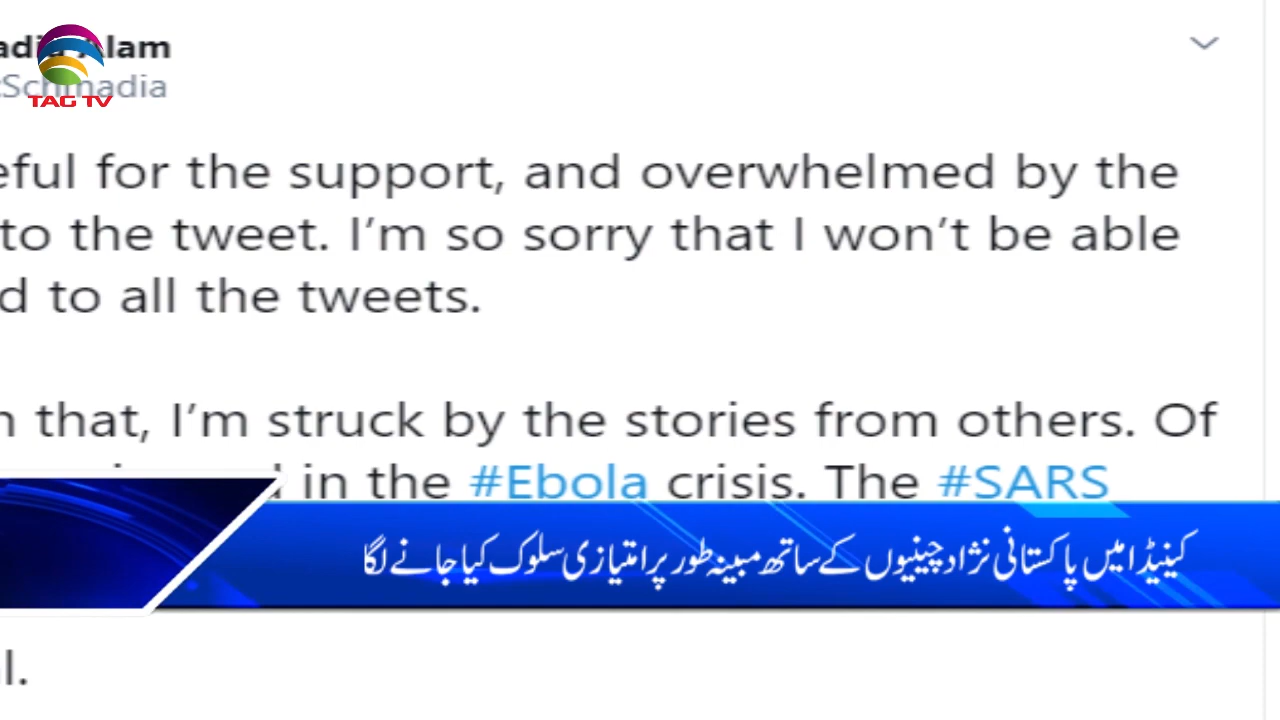 Alam
TAG TV
for the support, and overwhelmed by the
to the tweet. I'm so sorry that I won't be able
to all the tweets.
that, I'm struck by the stories from others. Of
in the #Ebola crisis. The #SARS
کینیڈا میں پاکستانی نژاد چینیوں کے ساتھ مبینہ طور پر امتیازی سلوک کیا جانے لگا